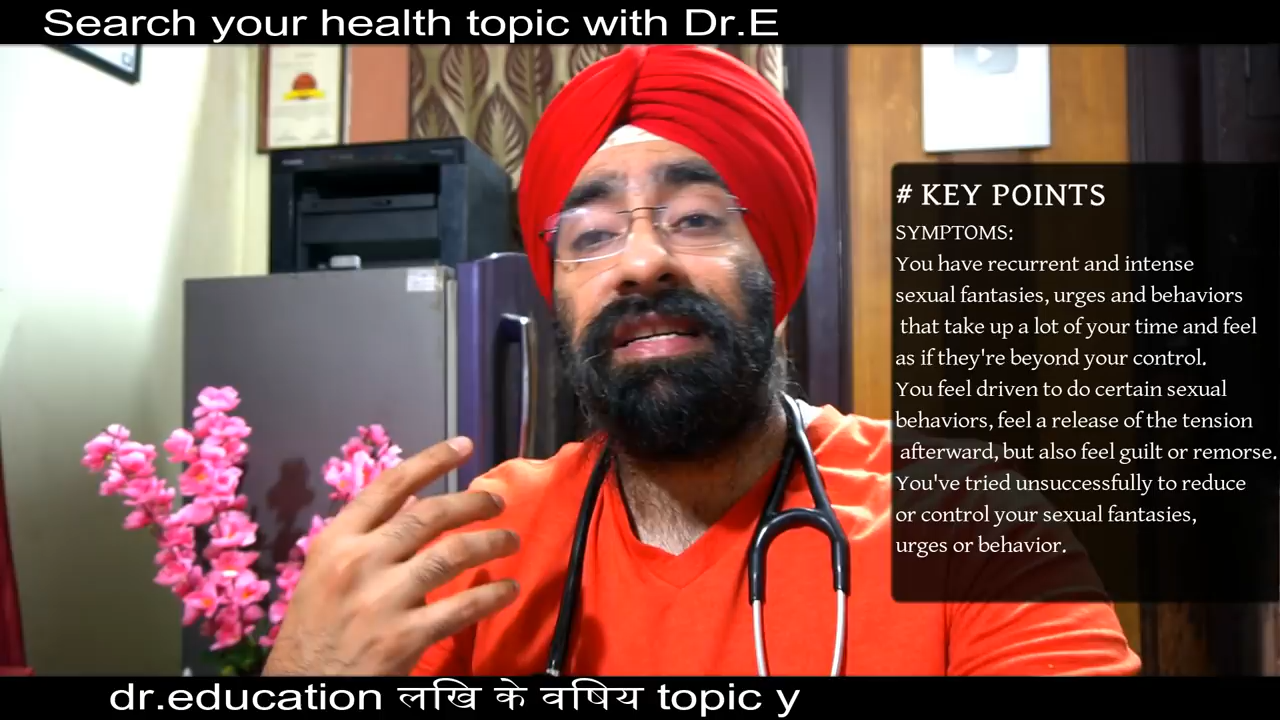 Search your health topic with Dr.E
# KEY POINTS
SYMPTOMS:
You have recurrent and intense
sexual fantasies, urges and behaviors
that take up a lot of your time and feel
as if they're beyond your control.
You feel driven to do certain sexual
behaviors, feel a release of the tension
afterward, but also feel guilt or remorse.
You've tried unsuccessfully to reduce
or control your sexual fantasies,
urges or behavior.
dr.education लखि के वषिय topic y